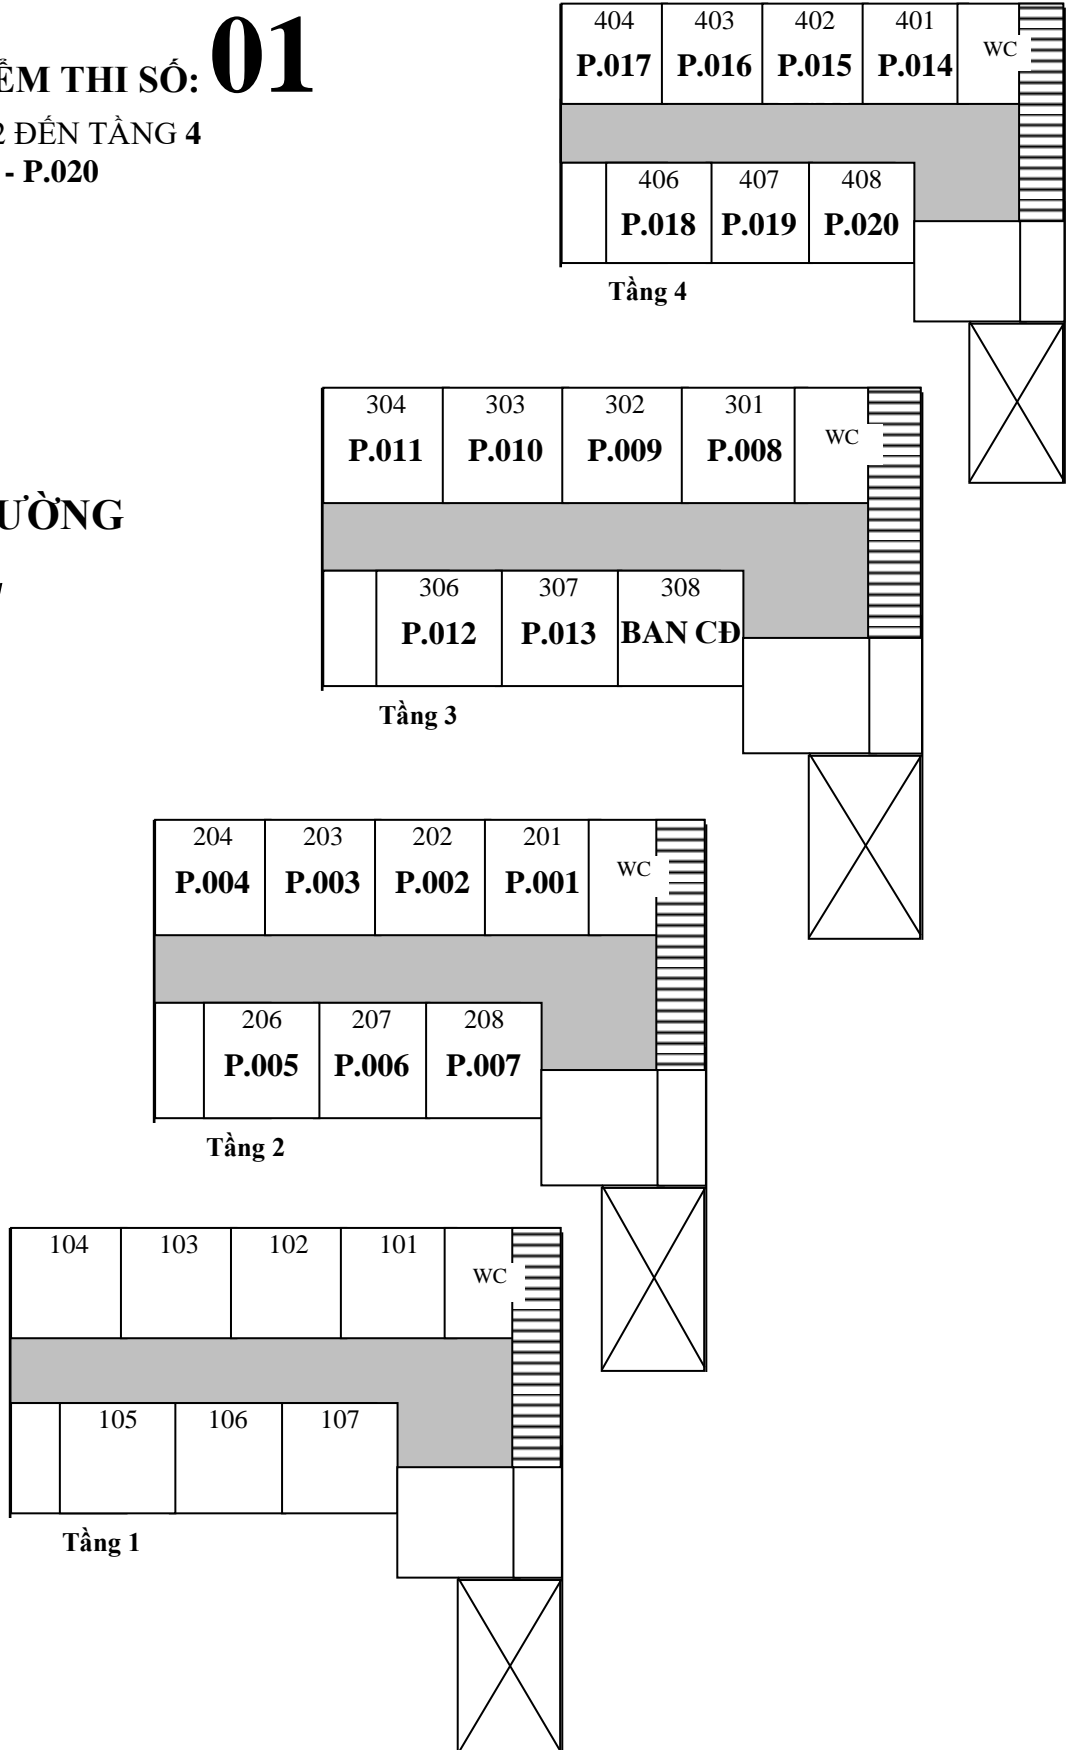 ỂM THI SỐ: 01
2 ĐẾN TẦNG 4
- P.020
404 403 402 401
WC
P.017 P.016 P.015 P.014
406 407 408
P.018 P.019 P.020
Tầng 4
304 303 302 301
WC
P.011 P.010 P.009 P.008
ƯỜNG
306 307 308
P.012 P.013 BAN CĐ
Tầng 3
204 203 202 201
WC
P.004 P.003 P.002 P.001
206 207 208
P.005 P.006 P.007
Tầng 2
104 103 102 101
WC
105 106 107
Tầng 1